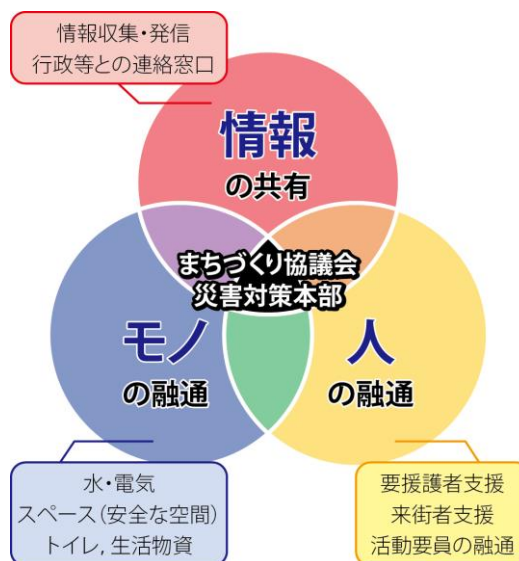 情報収集・発信
行政等との連絡窓口
情報
の共有
まちづくり協議会
災害対策本部
モノ
の融通
人
の融通
水・電気
スペース(安全な空間)
トイレ,生活物資
要援護者支援
来街者支援
活動要員の融通